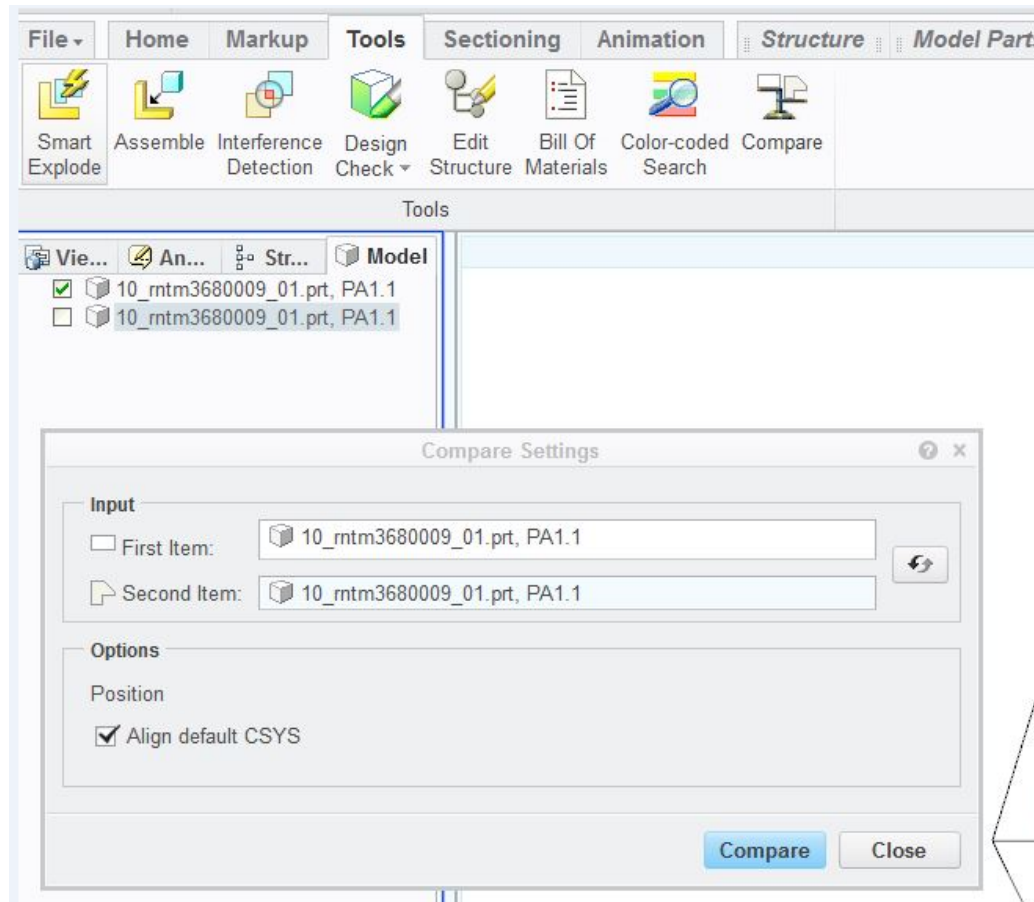 File Home Markup Tools Sectioning Animation Structure Model Part
Smart Explode
Assemble
Interference Detection
Design Check
Edit Structure
Bill Of Materials
Color-coded Search
Compare
Tools
Vie... An... Str... Model
10_rntm3680009_01.prt, PA1.1
10_rntm3680009_01.prt, PA1.1
Compare Settings
Input
First Item: 10_rntm3680009_01.prt, PA1.1
Second Item: 10_rntm3680009_01.prt, PA1.1
Options
Position
Align default CSYS
Compare Close